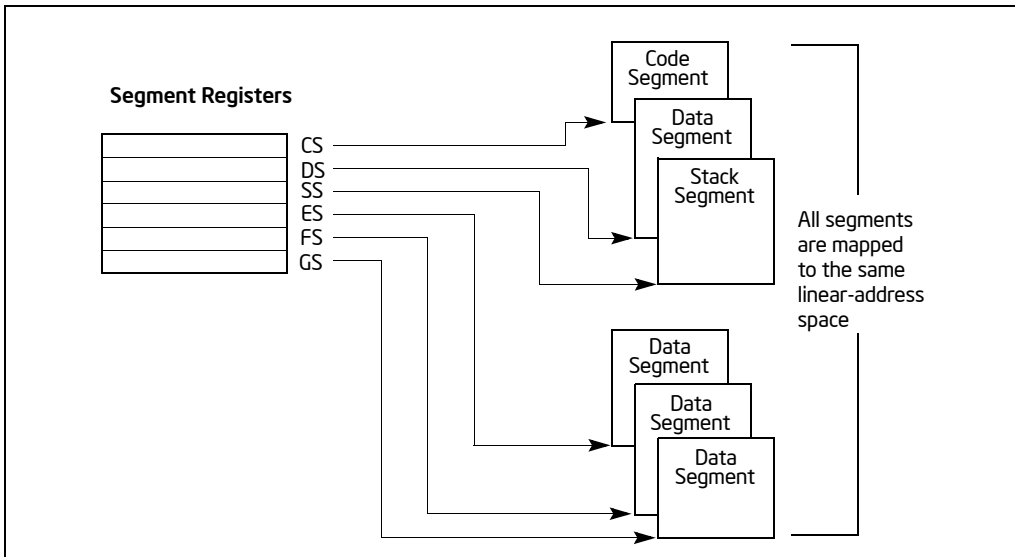 Segment Registers
CS
DS
SS
ES
FS
GS
Code
Segment
Data
Segment
Stack
Segment
Data
Segment
Data
Segment
Data
Segment
All segments
are mapped
to the same
linear-address
space